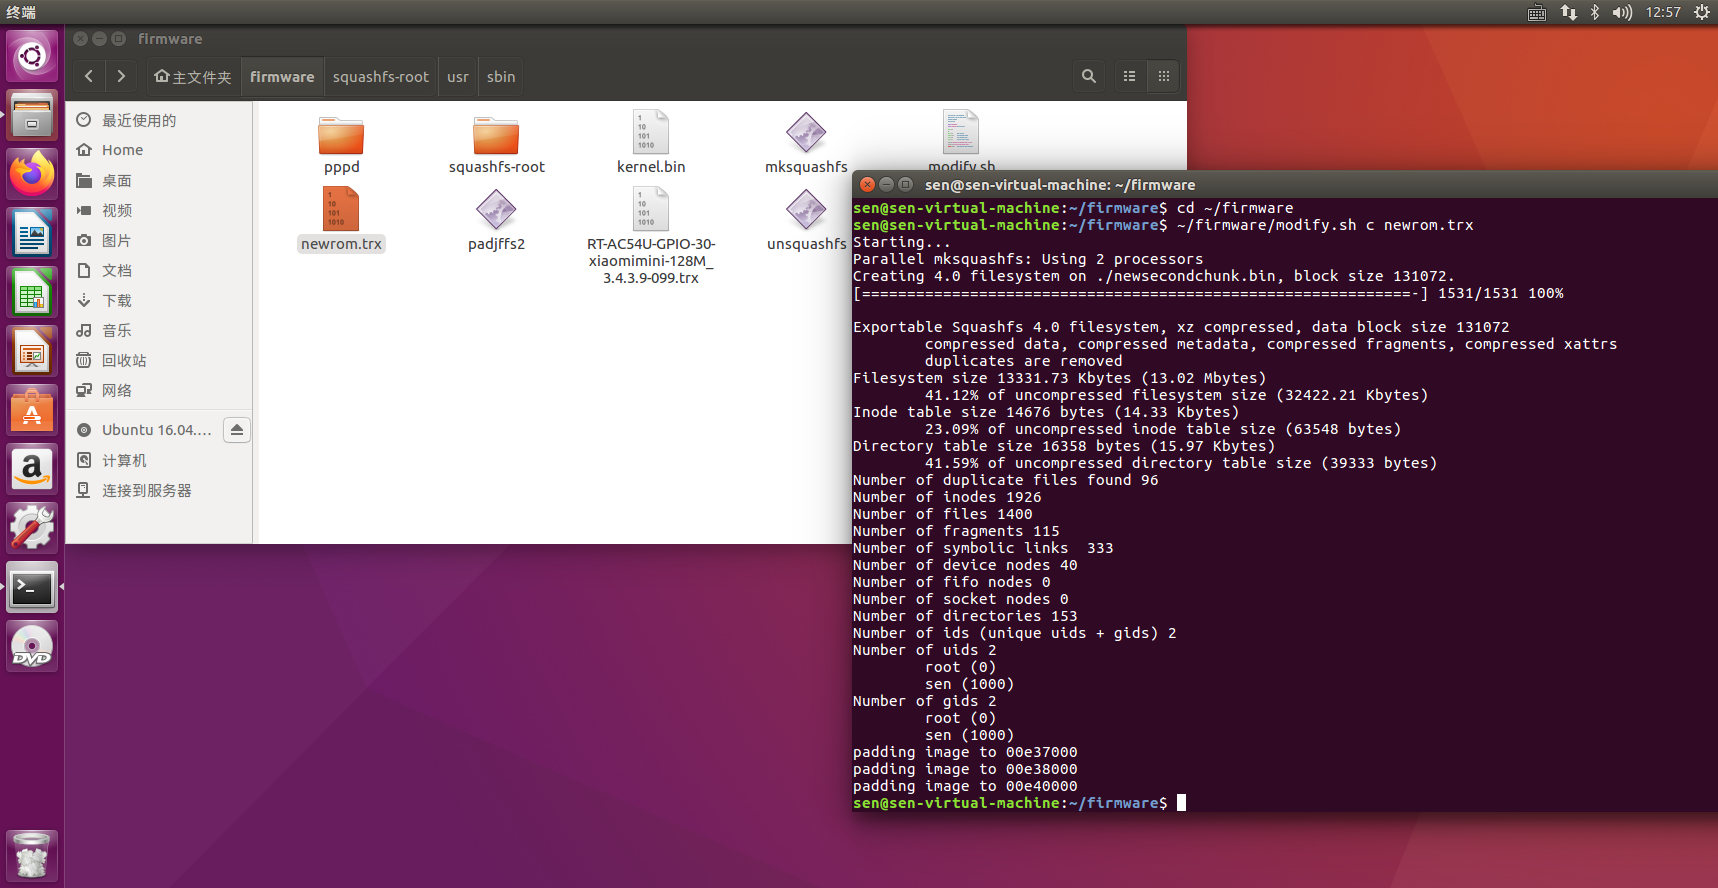 终端
12:57
firmware
主文件夹
firmware
squashfs-root
usr
sbin
最近使用的
Home
桌面
视频
图片
文档
下载
音乐
回收站
网络
Ubuntu 16.04....
计算机
连接到服务器
pppd
squashfs-root
kernel.bin
mksquashfs
modify.sh
newrom.trx
padjffs2
RT-AC54U-GPIO-30-
xiaomimini-128M_
3.4.3.9-099.trx
unsquashfs
sen@sen-virtual-machine: ~/firmware
sen@sen-virtual-machine:~/firmware$ cd ~/firmware
sen@sen-virtual-machine:~/firmware$ ~/firmware/modify.sh c newrom.trx
Starting...
Parallel mksquashfs: Using 2 processors
Creating 4.0 filesystem on ./newsecondchunk.bin, block size 131072.
[=============================================================-] 1531/1531 100%
Exportable Squashfs 4.0 filesystem, xz compressed, data block size 131072
compressed data, compressed metadata, compressed fragments, compressed xattrs
duplicates are removed
Filesystem size 13331.73 Kbytes (13.02 Mbytes)
41.12% of uncompressed filesystem size (32422.21 Kbytes)
Inode table size 14676 bytes (14.33 Kbytes)
23.09% of uncompressed inode table size (63548 bytes)
Directory table size 16358 bytes (15.97 Kbytes)
41.59% of uncompressed directory table size (39333 bytes)
Number of duplicate files found 96
Number of inodes 1926
Number of files 1400
Number of fragments 115
Number of symbolic links  333
Number of device nodes 40
Number of fifo nodes 0
Number of socket nodes 0
Number of directories 153
Number of ids (unique uids + gids) 2
Number of uids 2
root (0)
sen (1000)
Number of gids 2
root (0)
sen (1000)
padding image to 00e37000
padding image to 00e38000
padding image to 00e40000
sen@sen-virtual-machine:~/firmware$